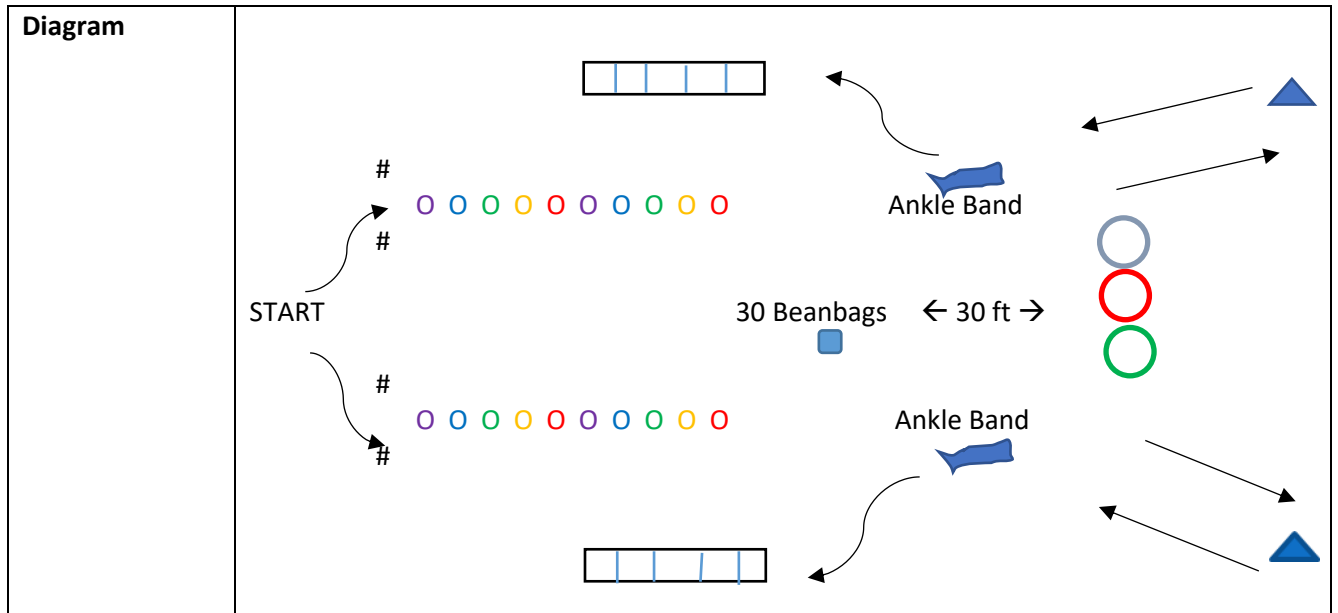 Diagram
#
O O O O O O O O O O
Ankle Band
#
START
30 Beanbags ← 30 ft →
#
O O O O O O O O O O
Ankle Band
#